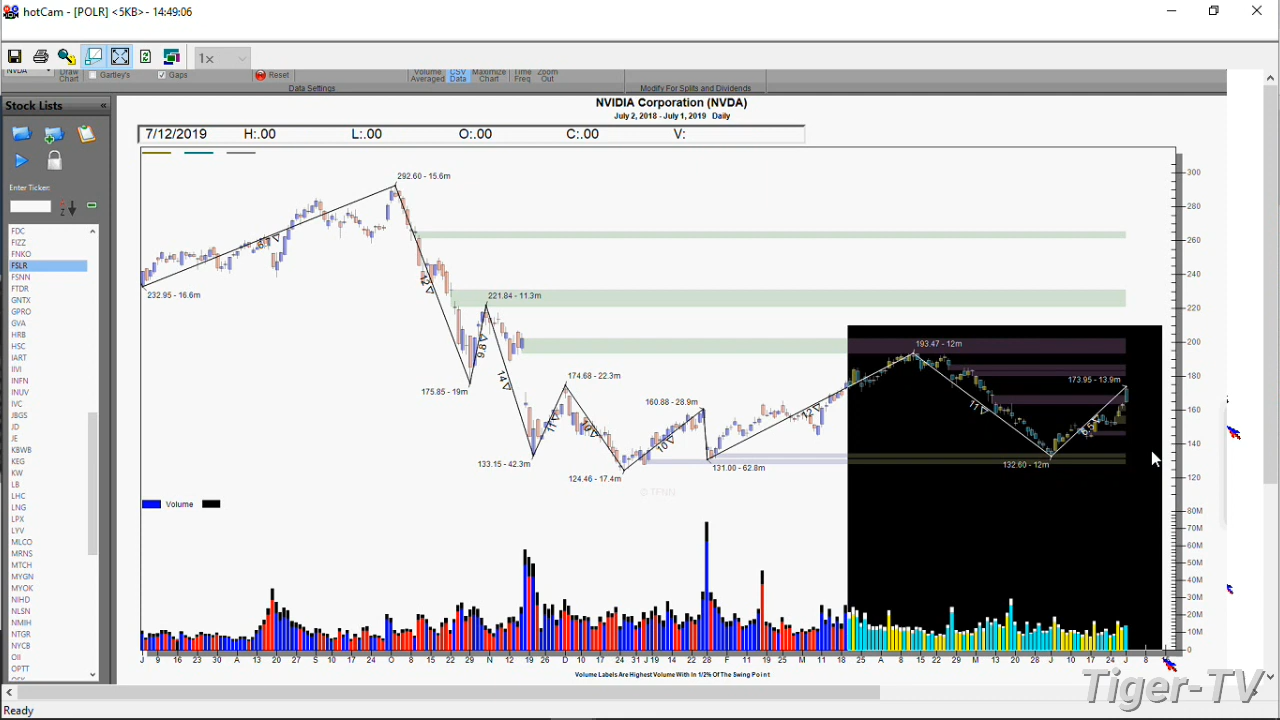 hotCam - [POLR] <5KB>- 14:49:06
1×
NVDA
Draw Chart
Gartley's
Gaps
Reset
Volume Averaged
CSV Data
Maximize Chart
Time Freq
Zoom Out
Data Settings
Modify For Splits and Dividends
Stock Lists «
NVIDIA Corporation (NVDA)
July 2, 2018 - July 1, 2019 Daily
7/12/2019 H:.00 L:.00 O:.00 C:.00 V:
Enter Ticker:
FDC
FIZZ
FNKO
FSLR
FSNN
FTDR
GNTX
GPRO
GVA
HRB
HSC
IART
IIVI
INFN
INUV
IVC
JBGS
JD
JE
KBWB
KEG
KW
LB
LHC
LNG
LPX
LYV
MLCO
MRNS
MTCH
MYGN
MYOK
NIHD
NLSN
NMIH
NTGR
NYCB
OII
OPTT
292.60 - 15.6m
232.95 - 16.6m
221.84 - 11.3m
175.85 - 19m
174.68 - 22.3m
133.15 - 42.3m
124.46 - 17.4m
160.88 - 28.9m
131.00 - 62.8m
193.47 - 12m
173.95 - 13.9m
132.60 - 12m
© TFNN
300
280
260
240
220
200
180
160
140
120
80M
70M
60M
50M
40M
30M
20M
10M
0
Volume
Volume Labels Are Highest Volume With In 1/2% Of The Swing Point
Tiger-TV
Ready